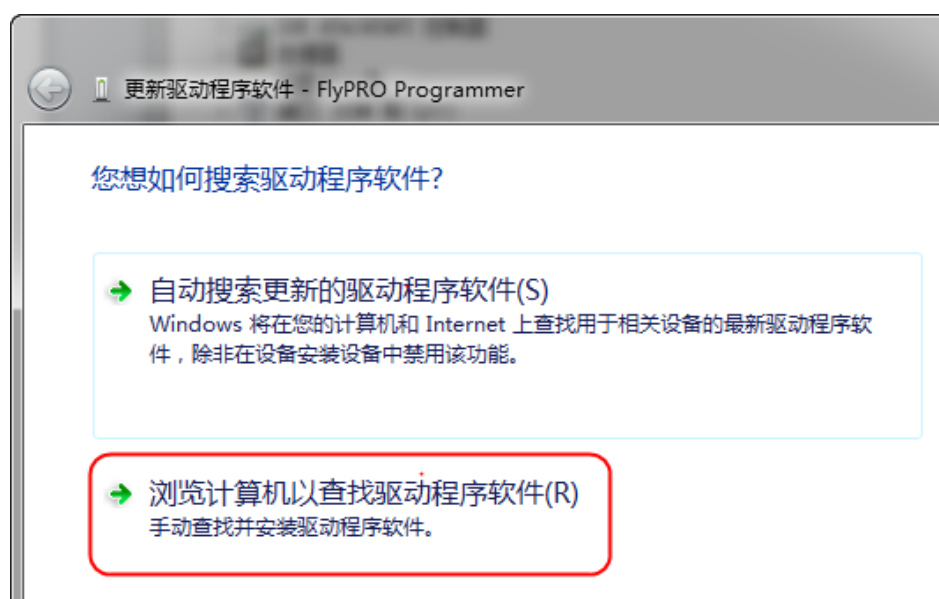 更新驱动程序软件 - FlyPRO Programmer
您想如何搜索驱动程序软件?
自动搜索更新的驱动程序软件(S)
Windows 将在您的计算机和 Internet 上查找用于相关设备的最新驱动程序软
件，除非在设备安装设备中禁用该功能。
浏览计算机以查找驱动程序软件(R)
手动查找并安装驱动程序软件。